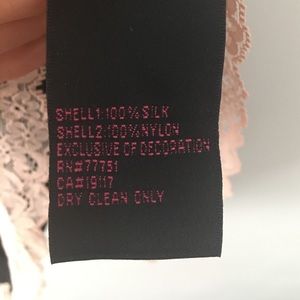 SHELL1:100%SILK
SHELL2:100%NYLON
EXCLUSIVE OF DECORATION
RN#77751
CA#19117
DRY CLEAN ONLY